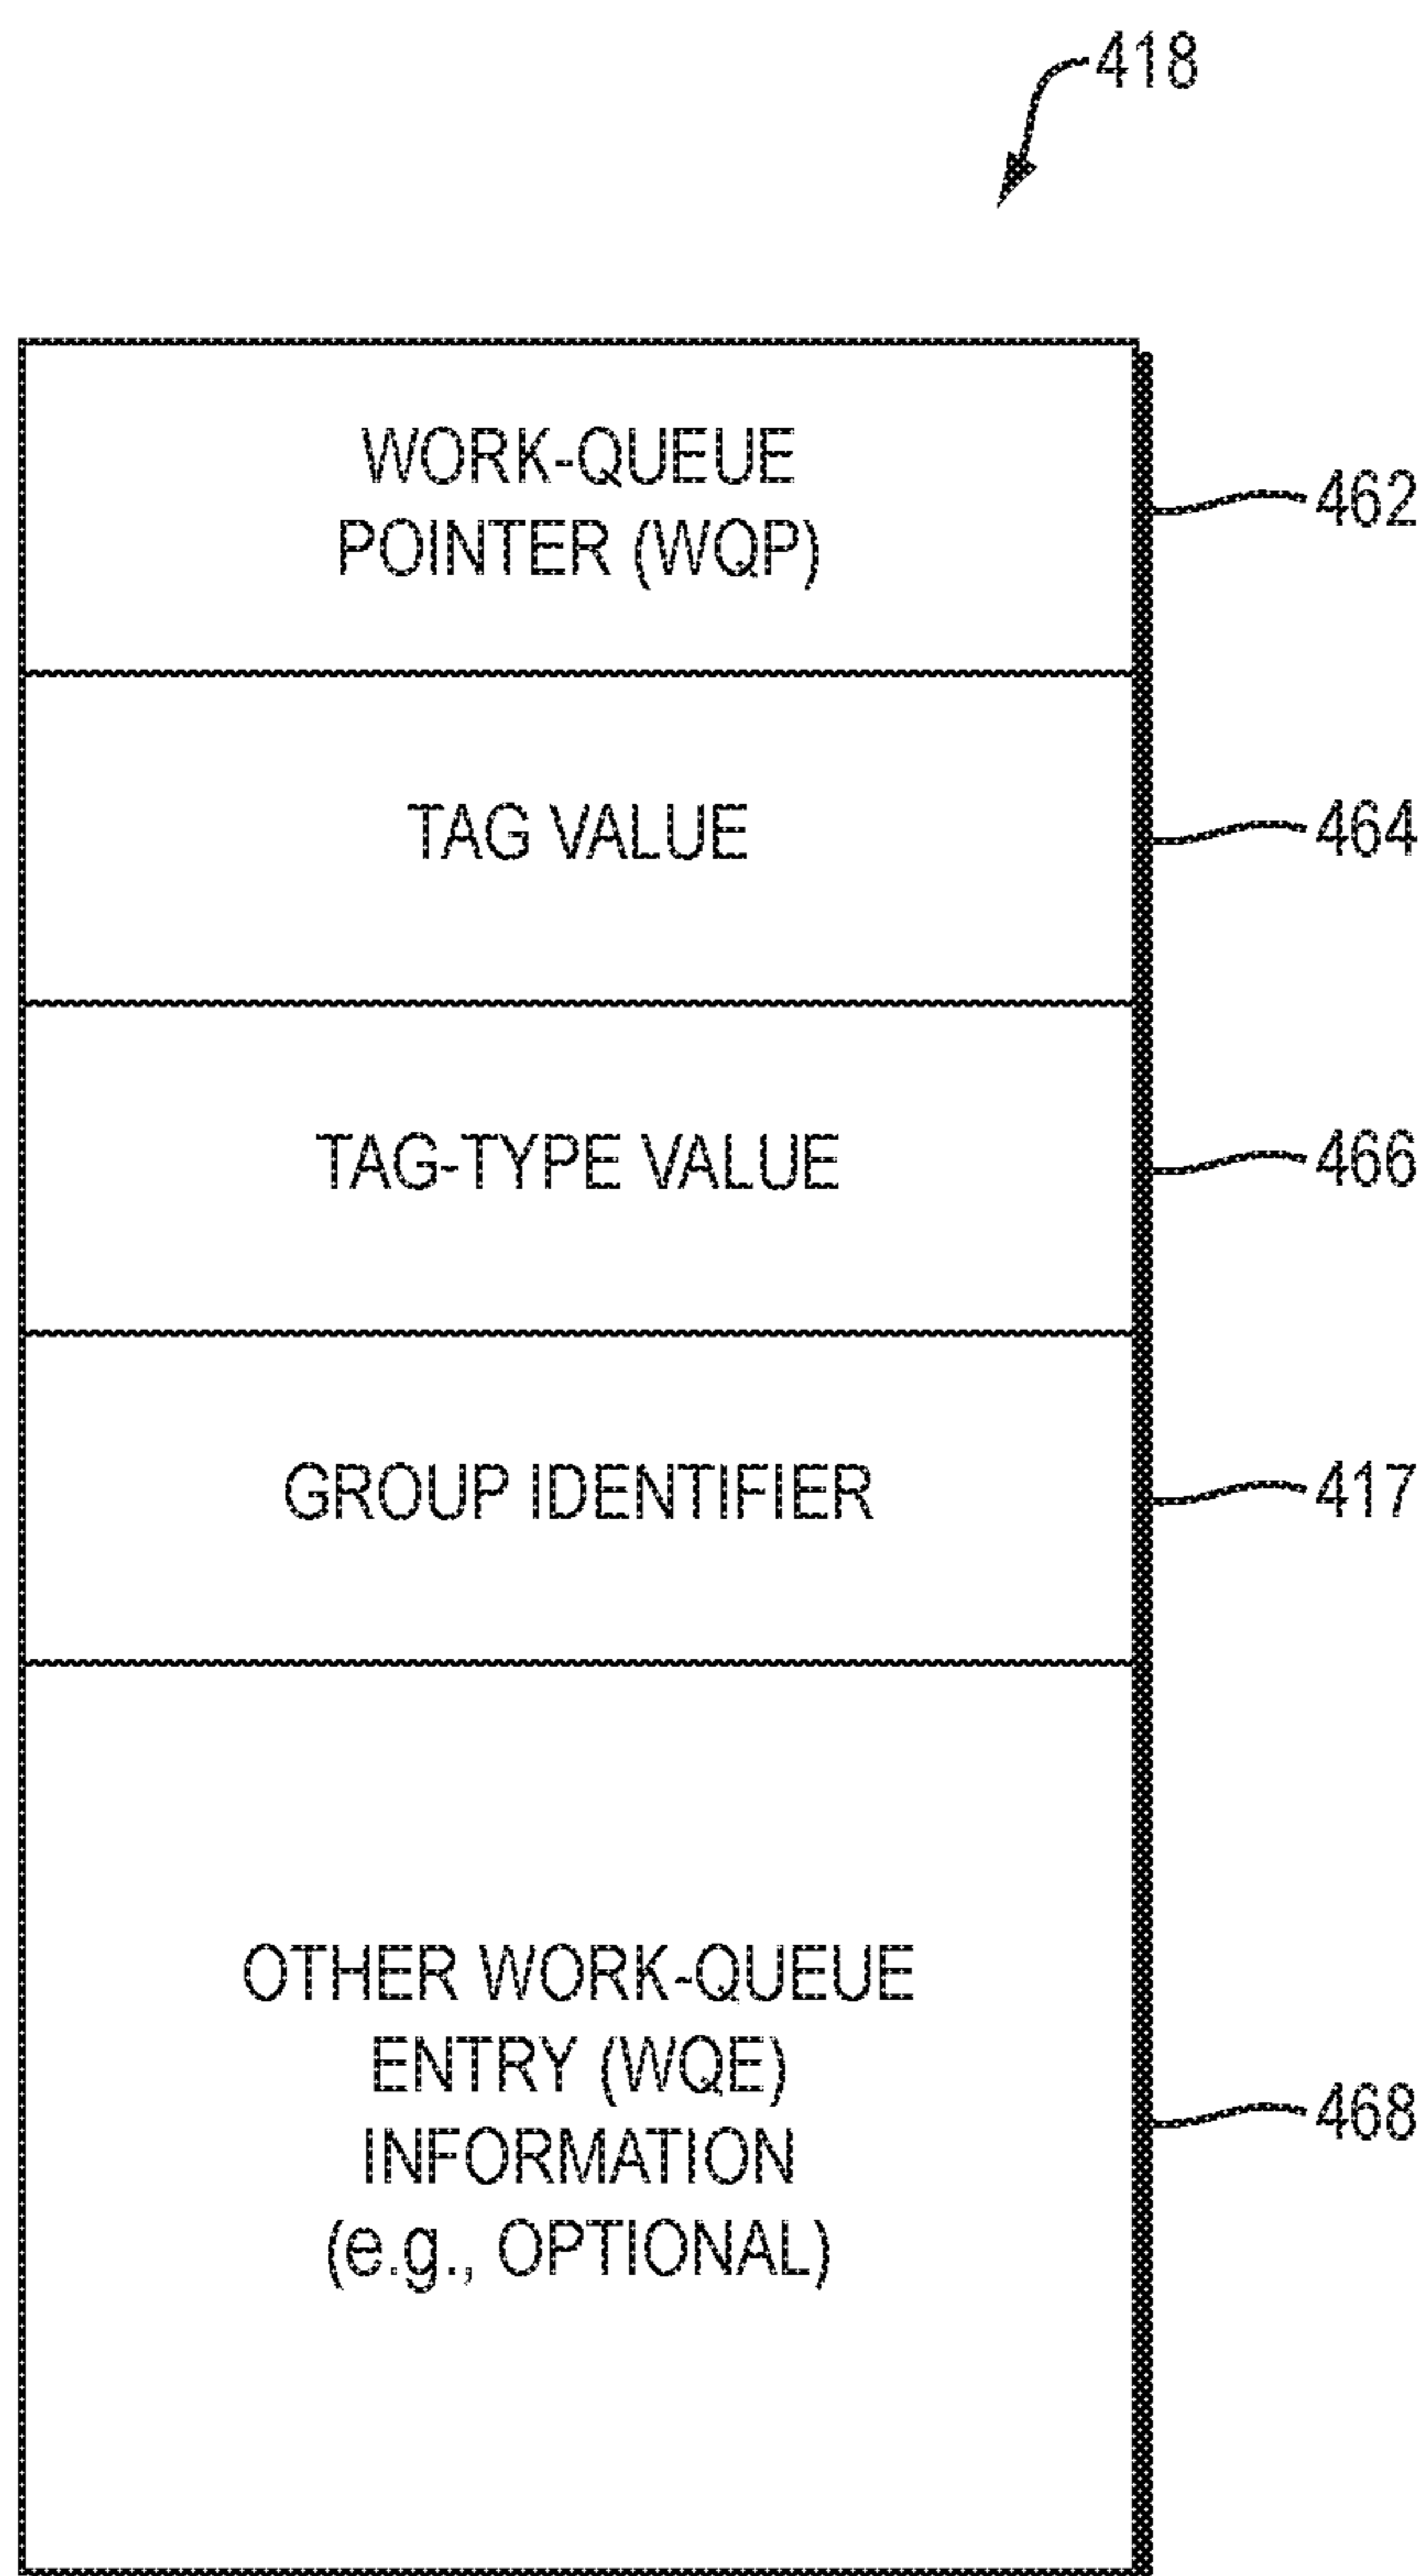 418
WORK-QUEUE
POINTER (WQP)
462
TAG VALUE
464
TAG-TYPE VALUE
466
GROUP IDENTIFIER
417
OTHER WORK-QUEUE
ENTRY (WQE)
INFORMATION
(e.g., OPTIONAL)
468